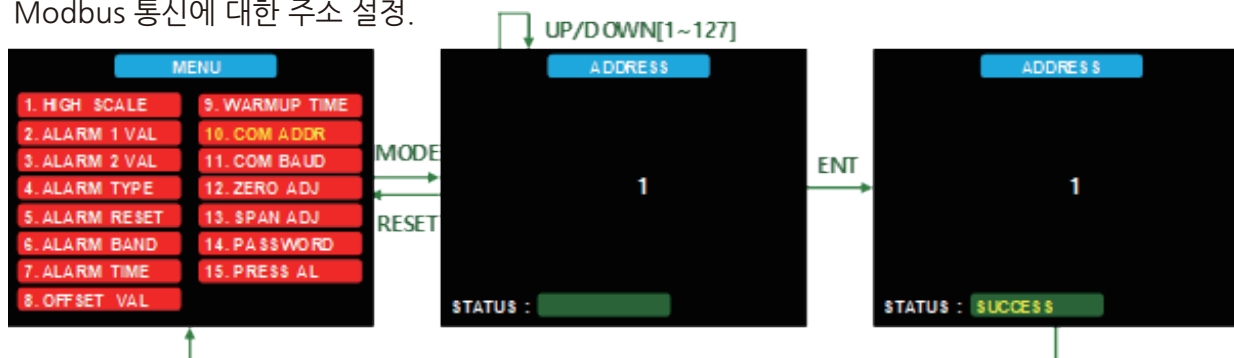 Modbus 통신에 대한 주소 설정.
UP/DOWN[1~127]
MENU
1. HIGH SCALE
2. ALARM 1 VAL
3. ALARM 2 VAL
4. ALARM TYPE
5. ALARM RESET
6. ALARM BAND
7. ALARM TIME
8. OFFSET VAL
9. WARMUP TIME
10. COM ADDR
11. COM BAUD
12. ZERO ADJ
13. SPAN ADJ
14. PASSWORD
15. PRESS AL
MODE
RESET
ADDRESS
1
STATUS :
ENT
ADDRESS
1
STATUS : SUCCESS